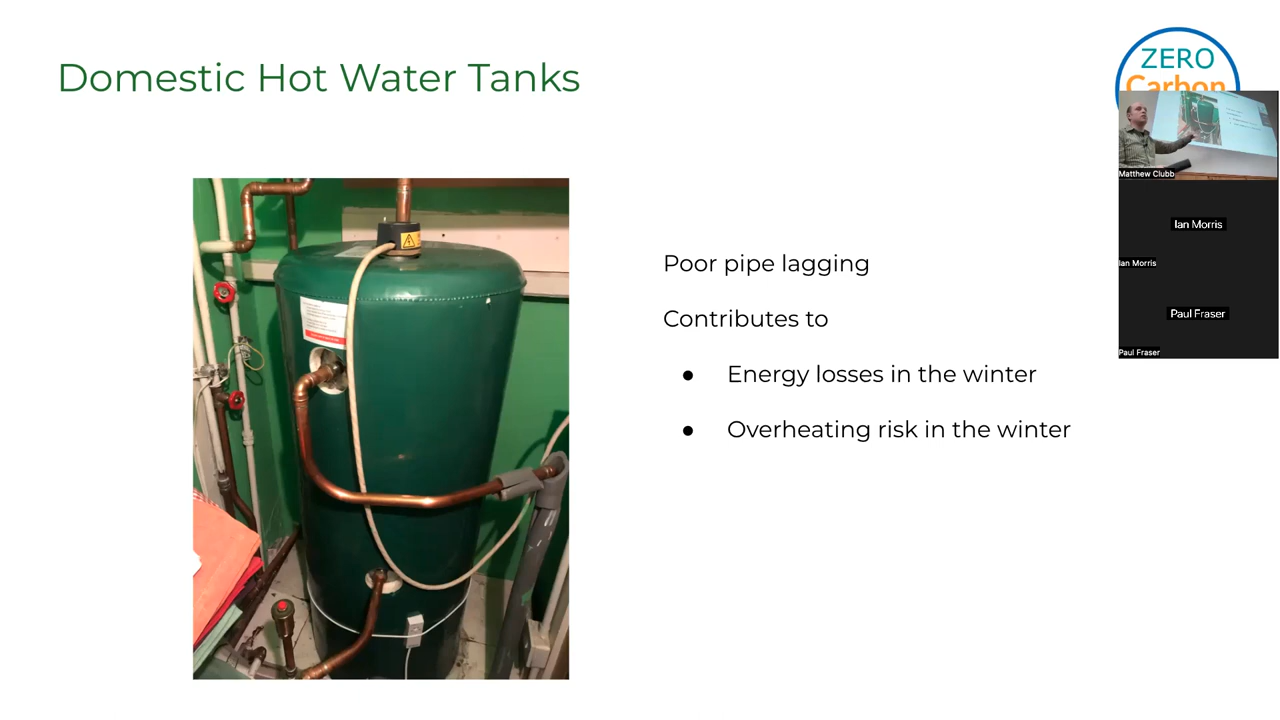 Domestic Hot Water Tanks
ZERO
Carbon
Matthew Clubb
Ian Morris
Ian Morris
Paul Fraser
Paul Fraser
Poor pipe lagging
Contributes to
● Energy losses in the winter
● Overheating risk in the winter